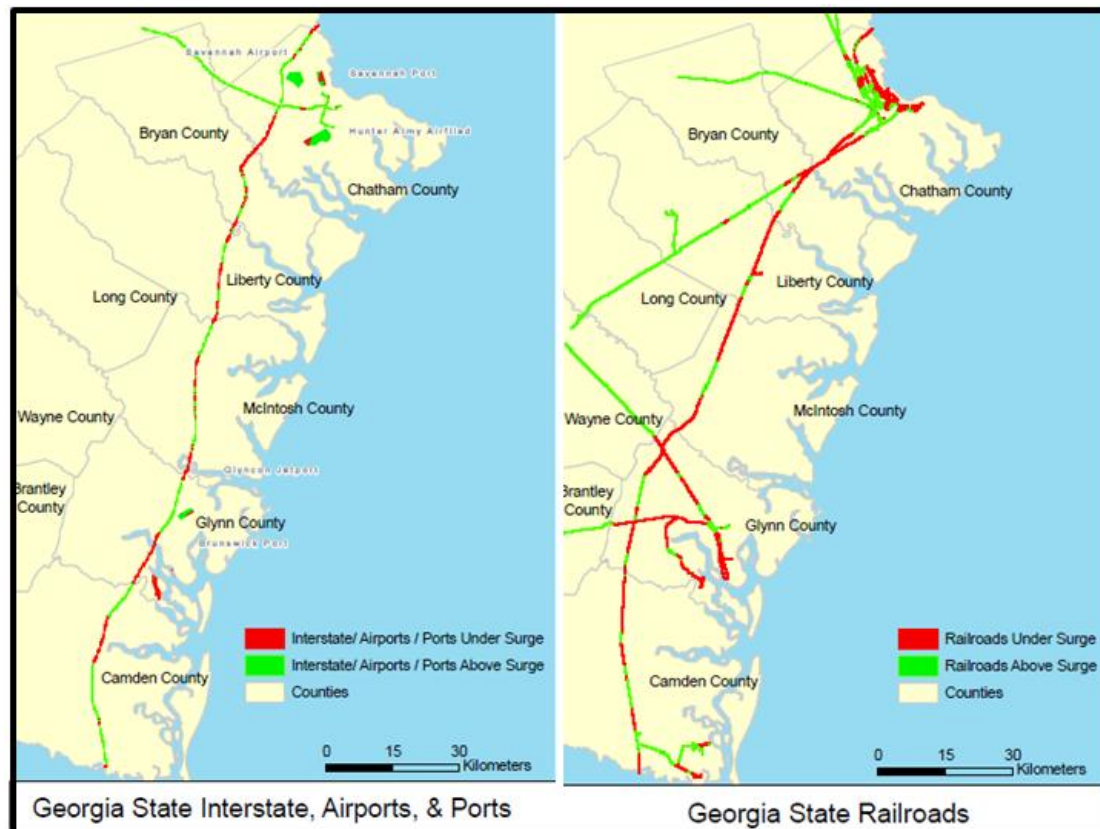 Savannah Airport
Savannah Port
Bryan County
Hunter Army Airfiled
Chatham County
Liberty County
Long County
McIntosh County
Wayne County
Glyncon Jetport
Brantley
County
Glynn County
Brunswick Port
Interstate/ Airports / Ports Under Surge
Interstate/ Airports / Ports Above Surge
Camden County
Counties
0 15 30
Kilometers
Georgia State Interstate, Airports, & Ports
Bryan County
Chatham County
Liberty County
Long County
McIntosh County
Wayne County
Brantley
County
Glynn County
Railroads Under Surge
Railroads Above Surge
Camden County
Counties
0 15 30
Kilometers
Georgia State Railroads